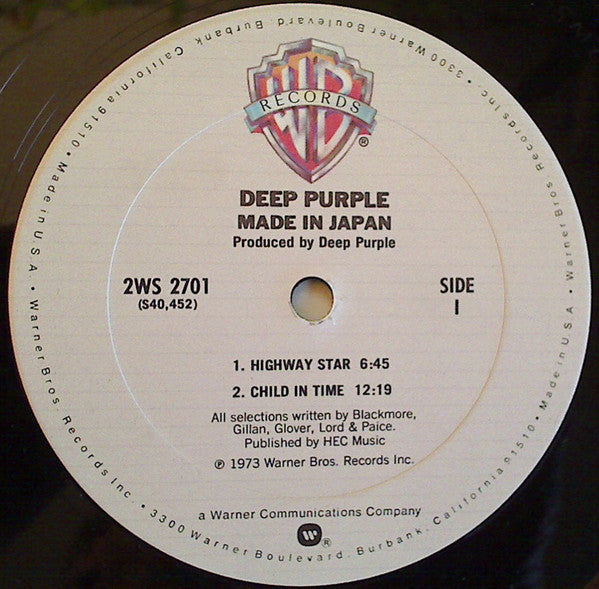 WB
RECORDS
®
DEEP PURPLE
MADE IN JAPAN
Produced by Deep Purple
2WS 2701
(S40,452)
SIDE
1
1. HIGHWAY STAR 6:45
2. CHILD IN TIME 12:19
All selections written by Blackmore,
Gillan, Glover, Lord & Paice.
Published by HEC Music
℗ 1973 Warner Bros. Records Inc.
a Warner Communications Company
®
Warner Bros. Records Inc. • 3300 Warner Boulevard, Burbank, California 91510 • Made in U.S.A. • Warner Bros. Records Inc. • 3300 Warner Boulevard, Burbank, California 91510 • Made in U.S.A. •